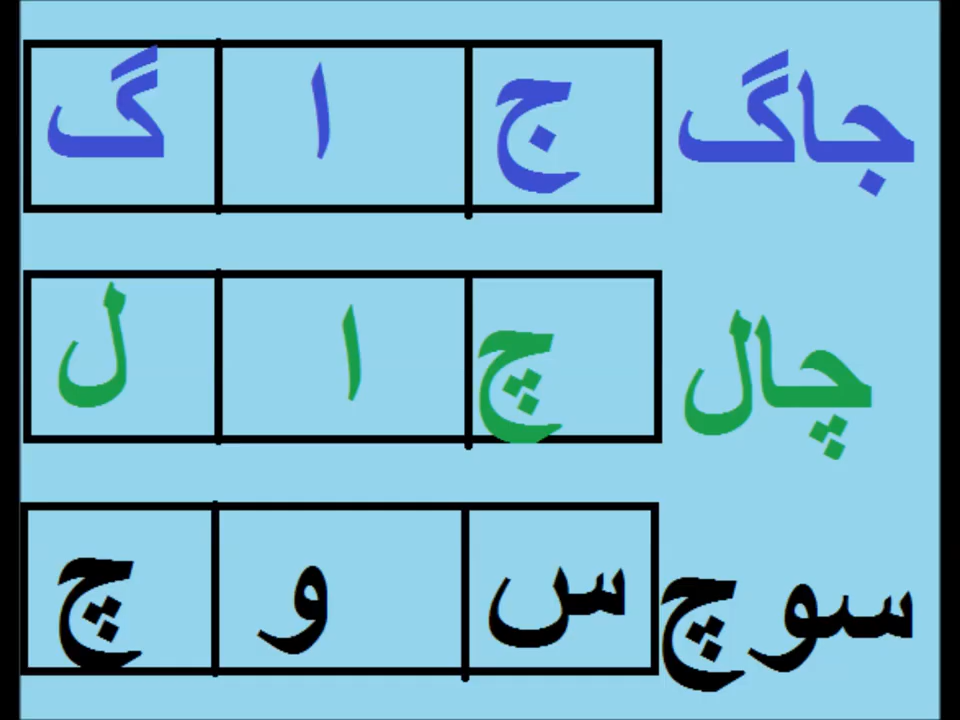 جاگ ج ا گ
چال چ ا ل
سوچ س و چ